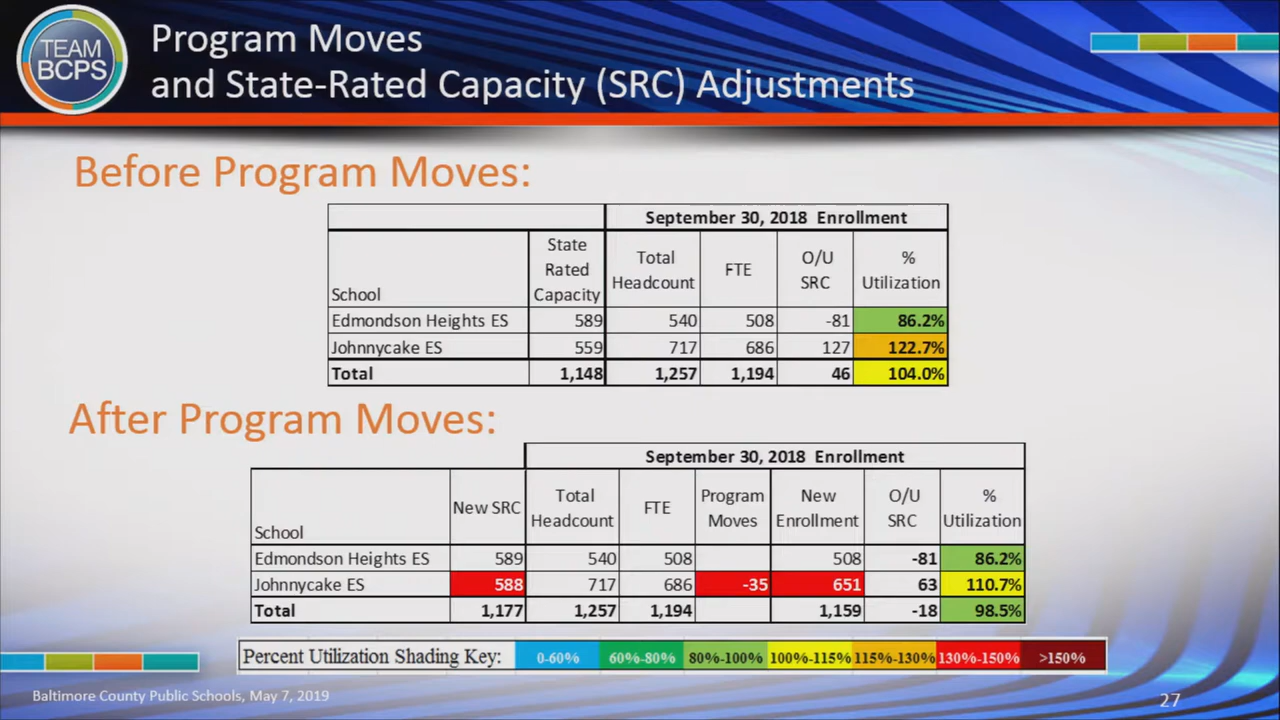 TEAM
BCPS
Program Moves
and State-Rated Capacity (SRC) Adjustments
Before Program Moves:
September 30, 2018 Enrollment
School State Rated Capacity Total Headcount FTE O/U SRC % Utilization
Edmondson Heights ES 589 540 508 -81 86.2%
Johnnycake ES 559 717 686 127 122.7%
Total 1,148 1,257 1,194 46 104.0%
After Program Moves:
September 30, 2018 Enrollment
School New SRC Total Headcount FTE Program Moves New Enrollment O/U SRC % Utilization
Edmondson Heights ES 589 540 508 508 -81 86.2%
Johnnycake ES 588 717 686 -35 651 63 110.7%
Total 1,177 1,257 1,194 1,159 -18 98.5%
Percent Utilization Shading Key: 0-60% 60%-80% 80%-100% 100%-115% 115%-130% 130%-150% >150%
Baltimore County Public Schools, May 7, 2019
27